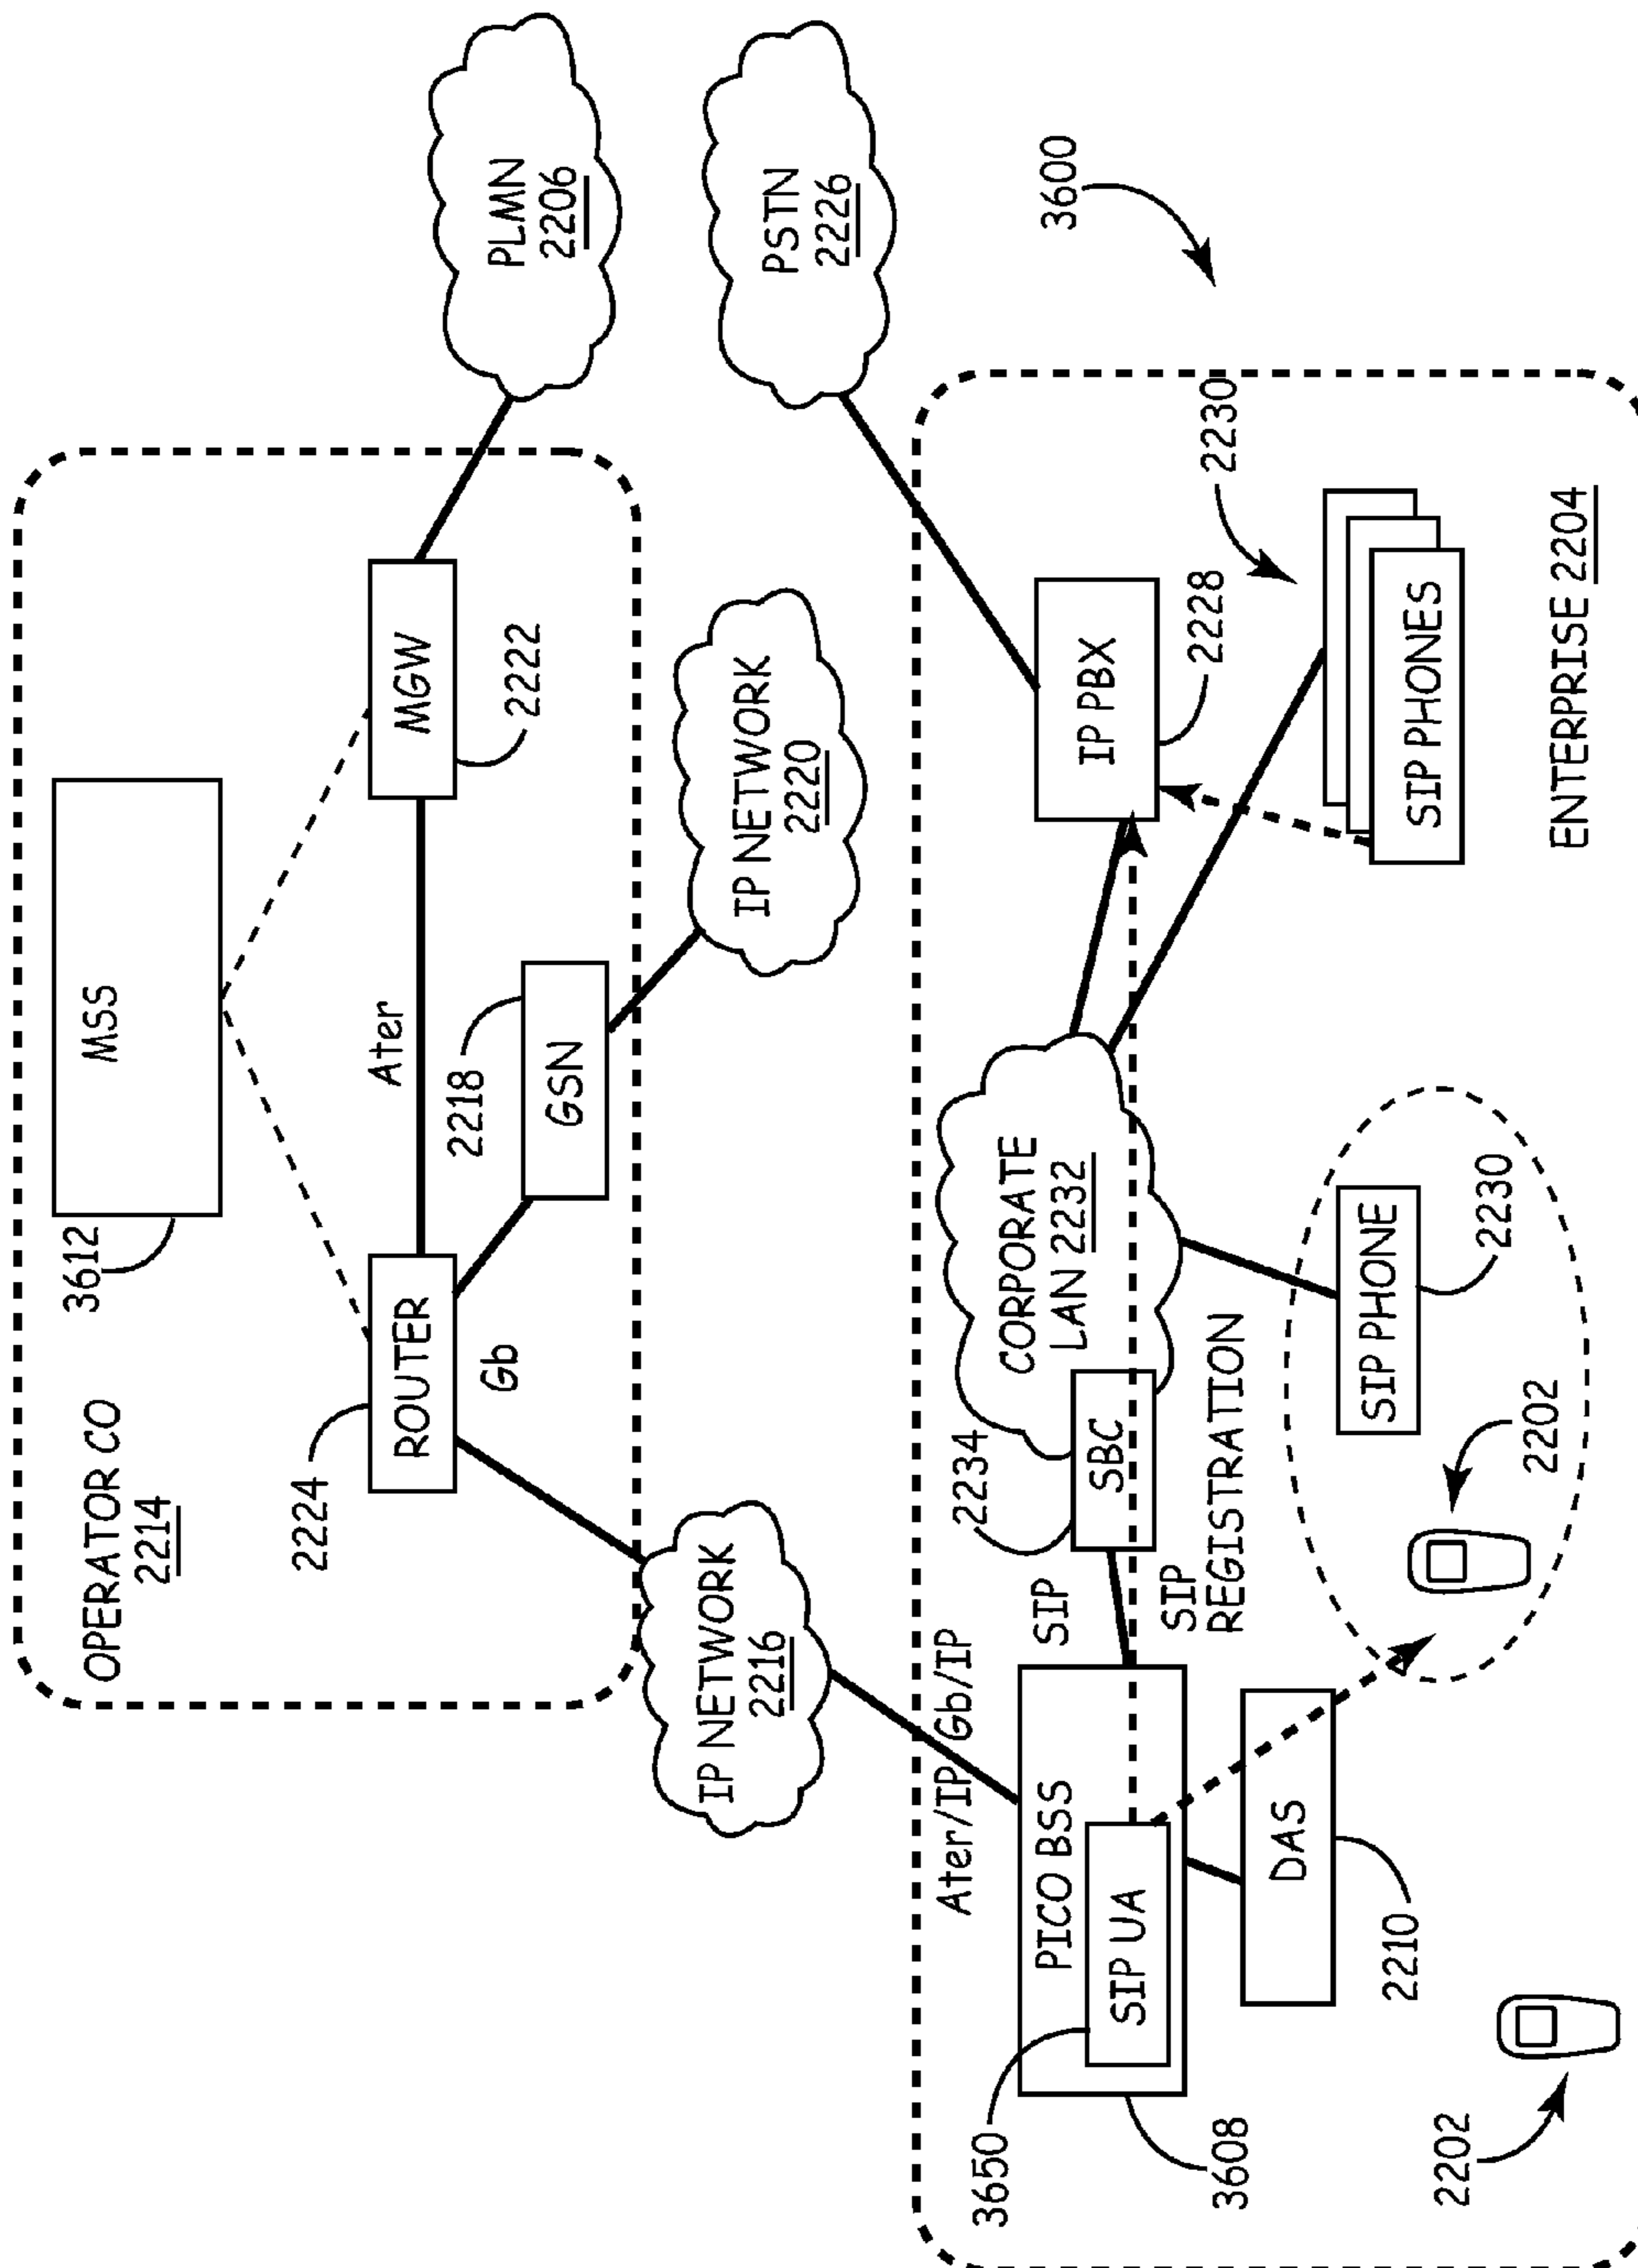 OPERATOR CO
2214
3612
MSS
2224
ROUTER
Ater
MGW
2222
Gb
2218
GSN
PLMN
2206
IP NETWORK
2216
IP NETWORK
2220
PSTN
2226
3600
Ater/IP
Gb/IP
PICO BSS
SIP UA
3650
3608
SIP
SIP
REGISTRATION
2234
SBC
CORPORATE
LAN 2232
IP PBX
2228
2230
SIP PHONES
DAS
2210
SIP PHONE
2230
2202
2202
ENTERPRISE 2204